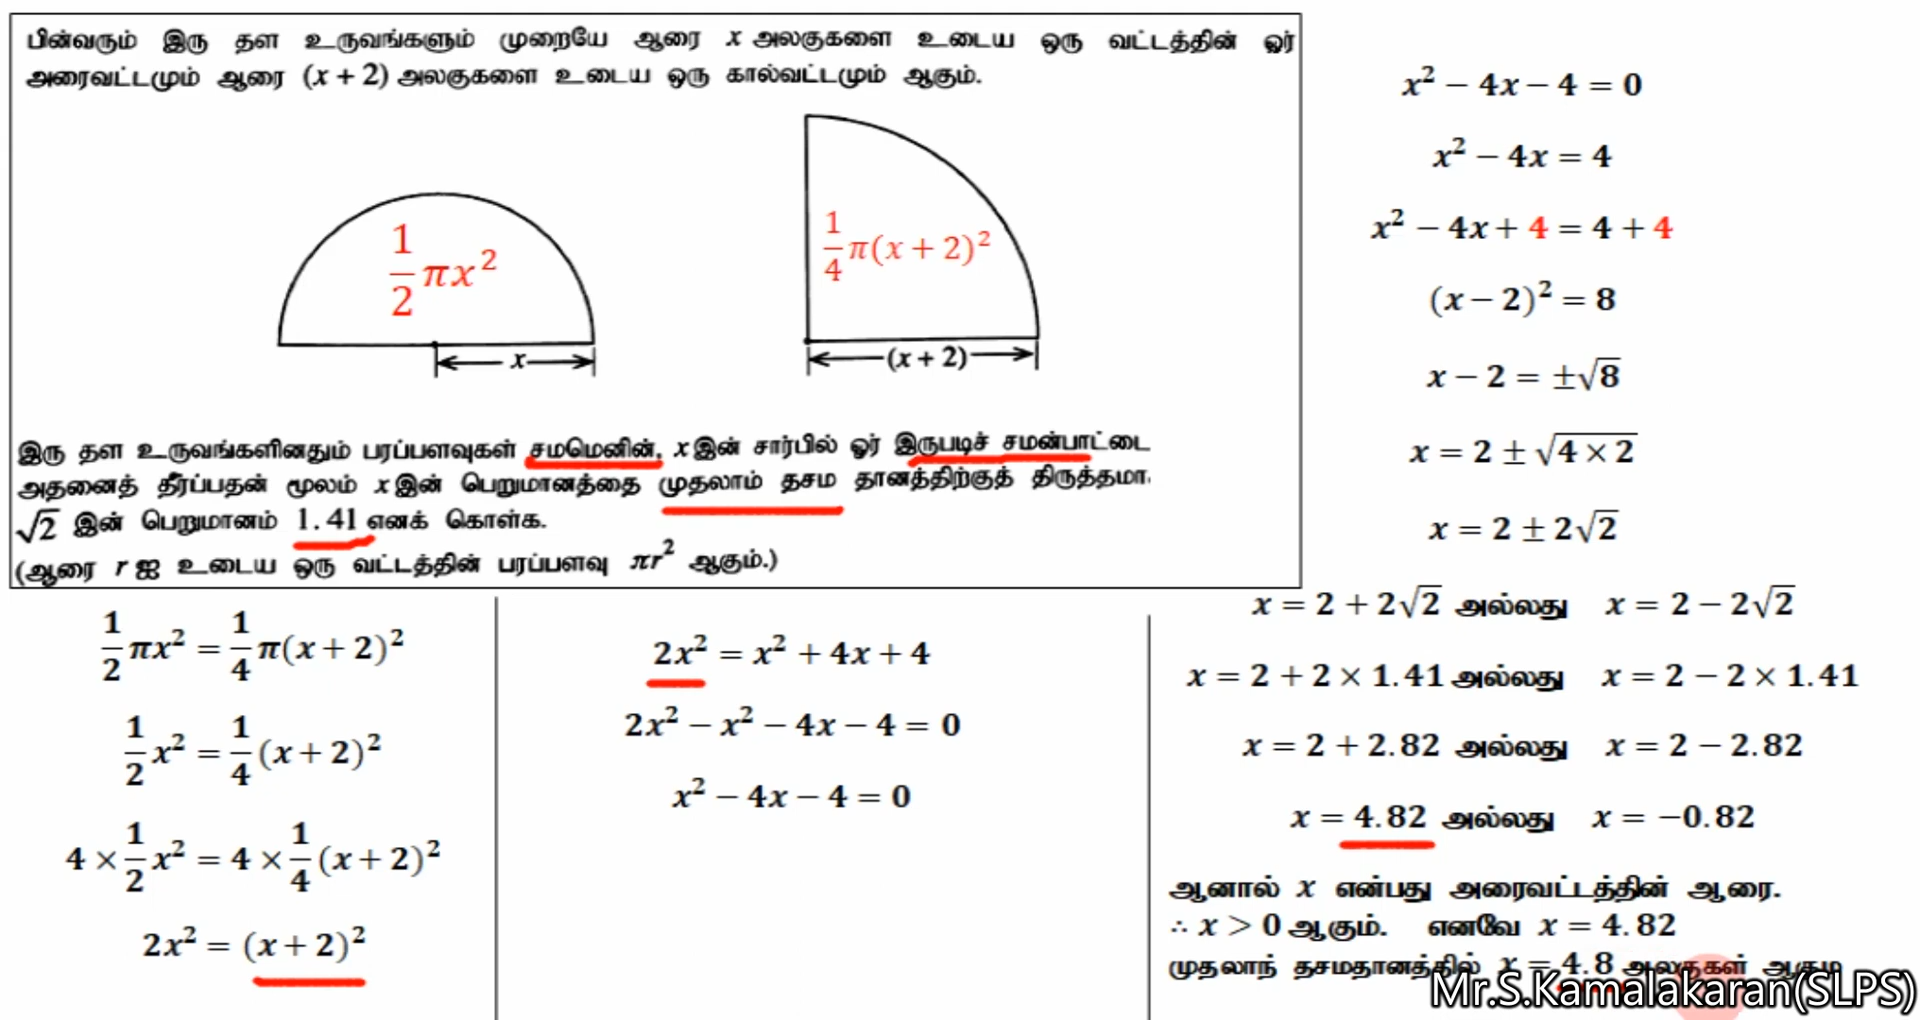 பின்வரும் இரு தள உருவங்களும் முறையே ஆரை x அலகுகளை உடைய ஒரு வட்டத்தின் ஓர்
அரைவட்டமும் ஆரை (x + 2) அலகுகளை உடைய ஒரு கால்வட்டமும் ஆகும்.
1/2 πx²
x
1/4 π(x + 2)²
(x + 2)
இரு தள உருவங்களினதும் பரப்பளவுகள் சமமெனின், x இன் சார்பில் ஓர் இருபடிச் சமன்பாட்டை
அதனைத் தீர்ப்பதன் மூலம் x இன் பெறுமானத்தை முதலாம் தசம தானத்திற்குத் திருத்தமா
√2 இன் பெறுமானம் 1.41 எனக் கொள்க.
(ஆரை r ஐ உடைய ஒரு வட்டத்தின் பரப்பளவு πr² ஆகும்.)
1/2 πx² = 1/4 π(x + 2)²
1/2 x² = 1/4 (x + 2)²
4 × 1/2 x² = 4 × 1/4 (x + 2)²
2x² = (x + 2)²
2x² = x² + 4x + 4
2x² − x² − 4x − 4 = 0
x² − 4x − 4 = 0
x² − 4x − 4 = 0
x² − 4x = 4
x² − 4x + 4 = 4 + 4
(x − 2)² = 8
x − 2 = ±√8
x = 2 ± √4 × 2
x = 2 ± 2√2
x = 2 + 2√2 அல்லது x = 2 − 2√2
x = 2 + 2 × 1.41 அல்லது x = 2 − 2 × 1.41
x = 2 + 2.82 அல்லது x = 2 − 2.82
x = 4.82 அல்லது x = −0.82
ஆனால் x என்பது அரைவட்டத்தின் ஆரை.
∴ x > 0 ஆகும். எனவே x = 4.82
முதலாந் தசமதானத்தில் x = 4.8 அலகுகள் ஆகும்
Mr.S.Kamalakaran(SLPS)